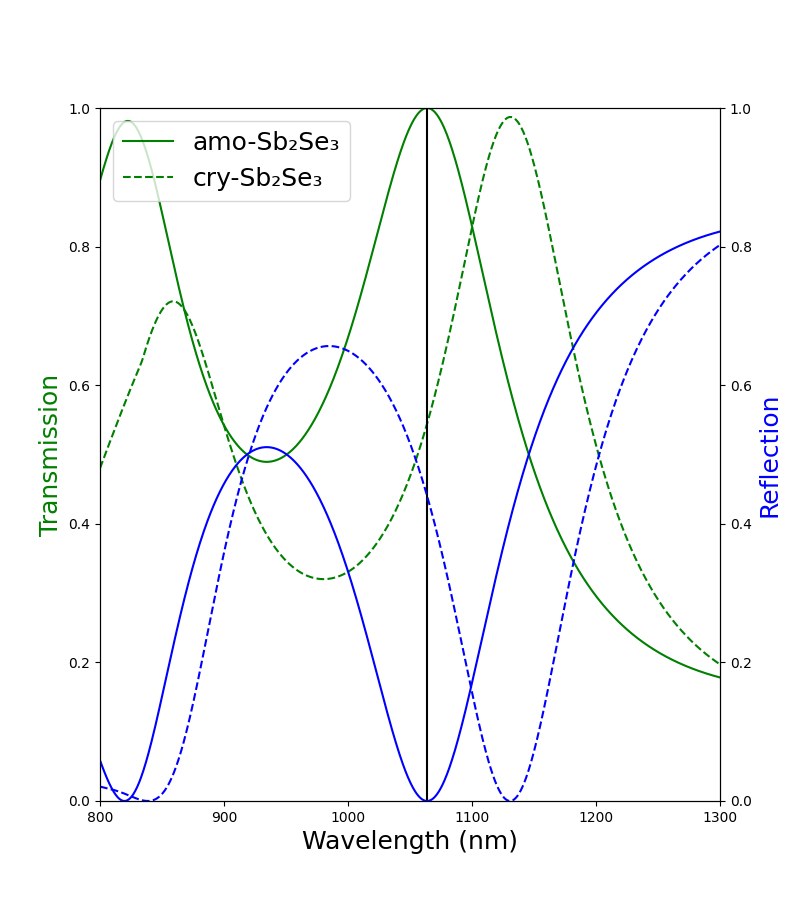 amo-Sb₂Se₃
cry-Sb₂Se₃
Transmission
1.0
0.8
0.6
0.4
0.2
0.0
1.0
0.8
0.6
0.4
0.2
0.0
Reflection
800 900 1000 1100 1200 1300
Wavelength (nm)